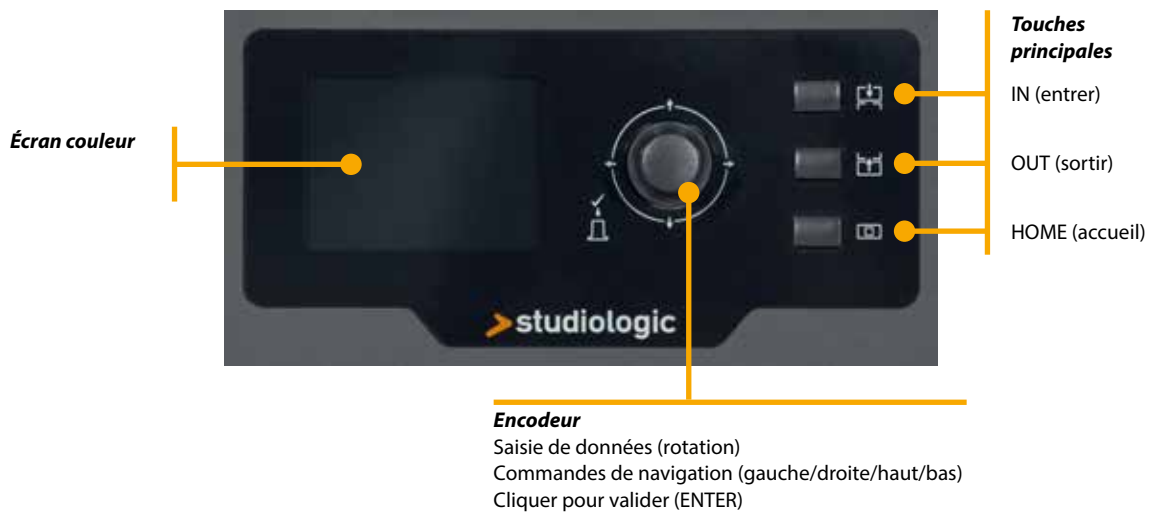 Écran couleur
Touches
principales
IN (entrer)
OUT (sortir)
HOME (accueil)
studiologic
Encodeur
Saisie de données (rotation)
Commandes de navigation (gauche/droite/haut/bas)
Cliquer pour valider (ENTER)